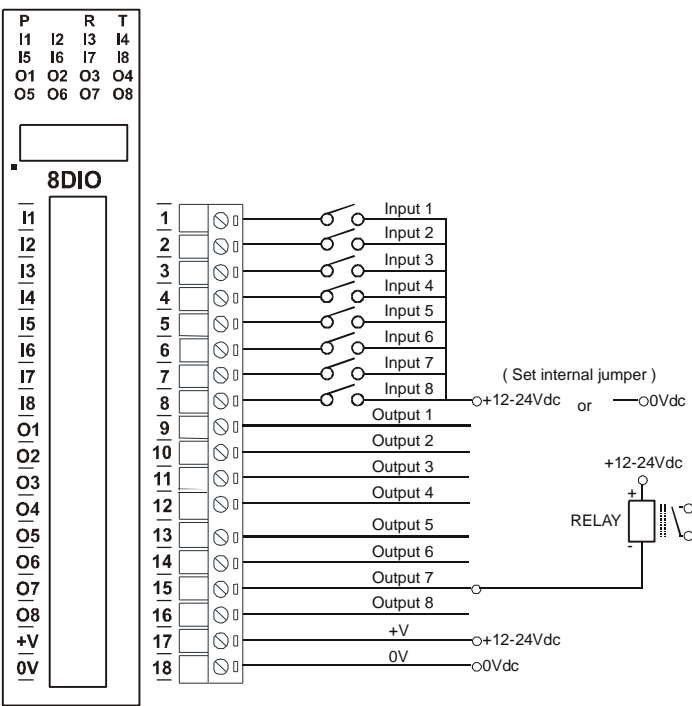 P R T
I1 I2 I3 I4
I5 I6 I7 I8
O1 O2 O3 O4
O5 O6 O7 O8
8DIO
I1 1 Input 1
I2 2 Input 2
I3 3 Input 3
I4 4 Input 4
I5 5 Input 5
I6 6 Input 6
I7 7 Input 7
( Set internal jumper )
I8 8 Input 8 +12-24Vdc or 0Vdc
O1 9 Output 1
O2 10 Output 2
O3 11 Output 3
+12-24Vdc
O4 12 Output 4
+
RELAY
-
O5 13 Output 5
O6 14 Output 6
O7 15 Output 7
O8 16 Output 8
+V 17 +V +12-24Vdc
0V 18 0V 0Vdc